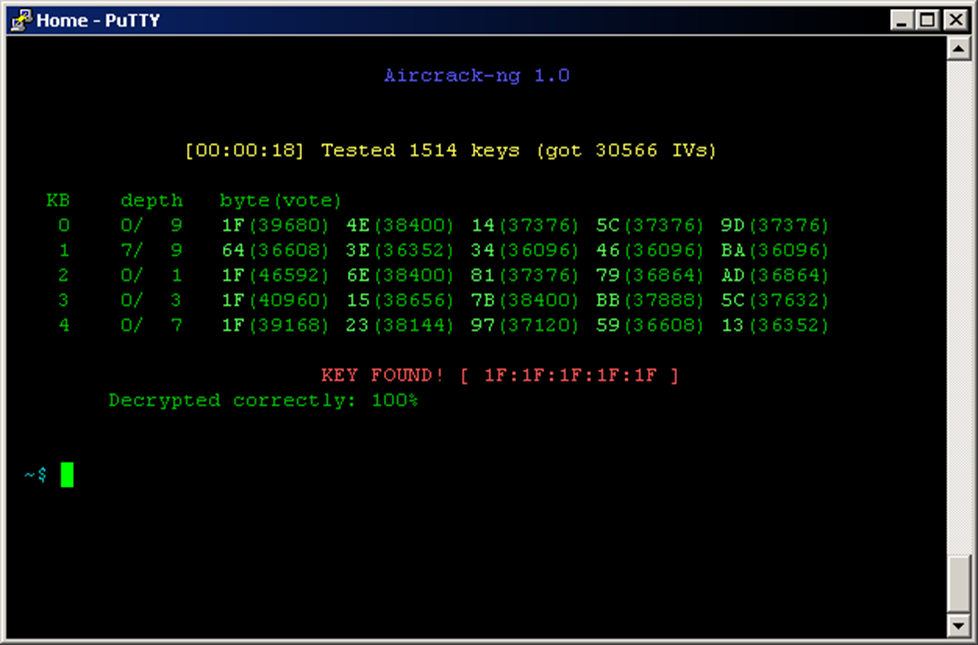 Home - PuTTY
Aircrack-ng 1.0
[00:00:18] Tested 1514 keys (got 30566 IVs)
KB depth byte(vote)
0 0/ 9 1F(39680) 4E(38400) 14(37376) 5C(37376) 9D(37376)
1 7/ 9 64(36608) 3E(36352) 34(36096) 46(36096) BA(36096)
2 0/ 1 1F(46592) 6E(38400) 81(37376) 79(36864) AD(36864)
3 0/ 3 1F(40960) 15(38656) 7B(38400) BB(37888) 5C(37632)
4 0/ 7 1F(39168) 23(38144) 97(37120) 59(36608) 13(36352)
KEY FOUND! [ 1F:1F:1F:1F:1F ]
Decrypted correctly: 100%
~$